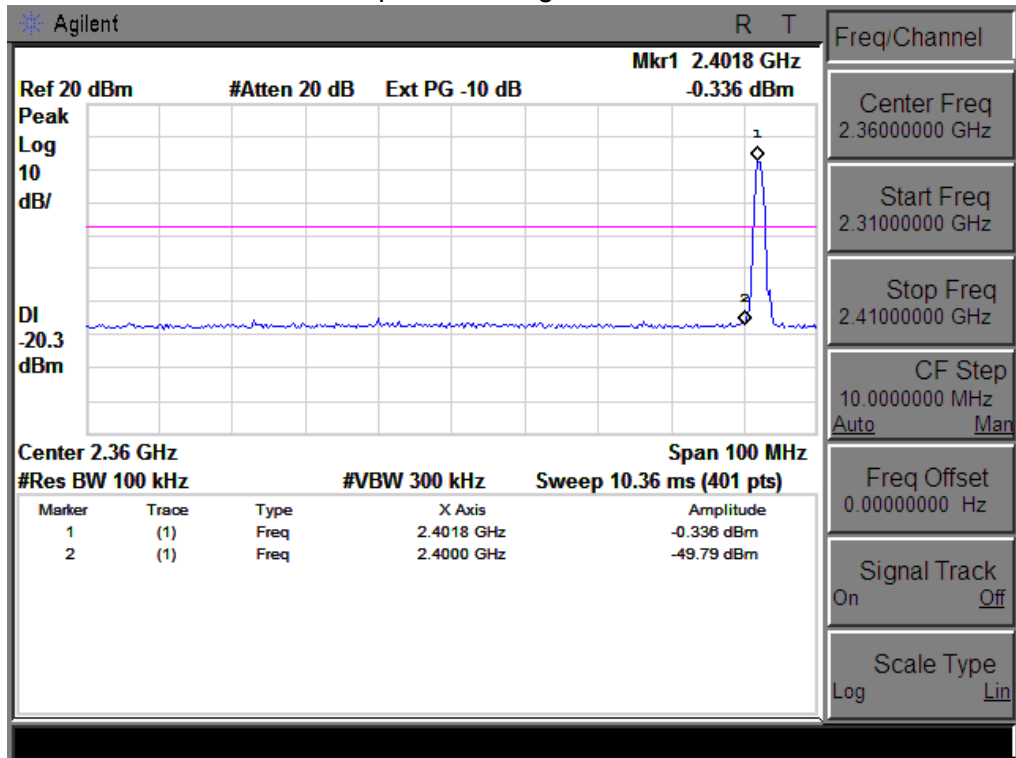 Agilent R T
Mkr1 2.4018 GHz
Ref 20 dBm #Atten 20 dB Ext PG -10 dB -0.336 dBm
Peak
Log
10
dB/
1
2
DI
-20.3
dBm
Center 2.36 GHz Span 100 MHz
#Res BW 100 kHz #VBW 300 kHz Sweep 10.36 ms (401 pts)
Marker Trace Type X Axis Amplitude
1 (1) Freq 2.4018 GHz -0.336 dBm
2 (1) Freq 2.4000 GHz -49.79 dBm
Freq/Channel
Center Freq
2.36000000 GHz
Start Freq
2.31000000 GHz
Stop Freq
2.41000000 GHz
CF Step
10.0000000 MHz
Auto Man
Freq Offset
0.00000000 Hz
Signal Track
On Off
Scale Type
Log Lin